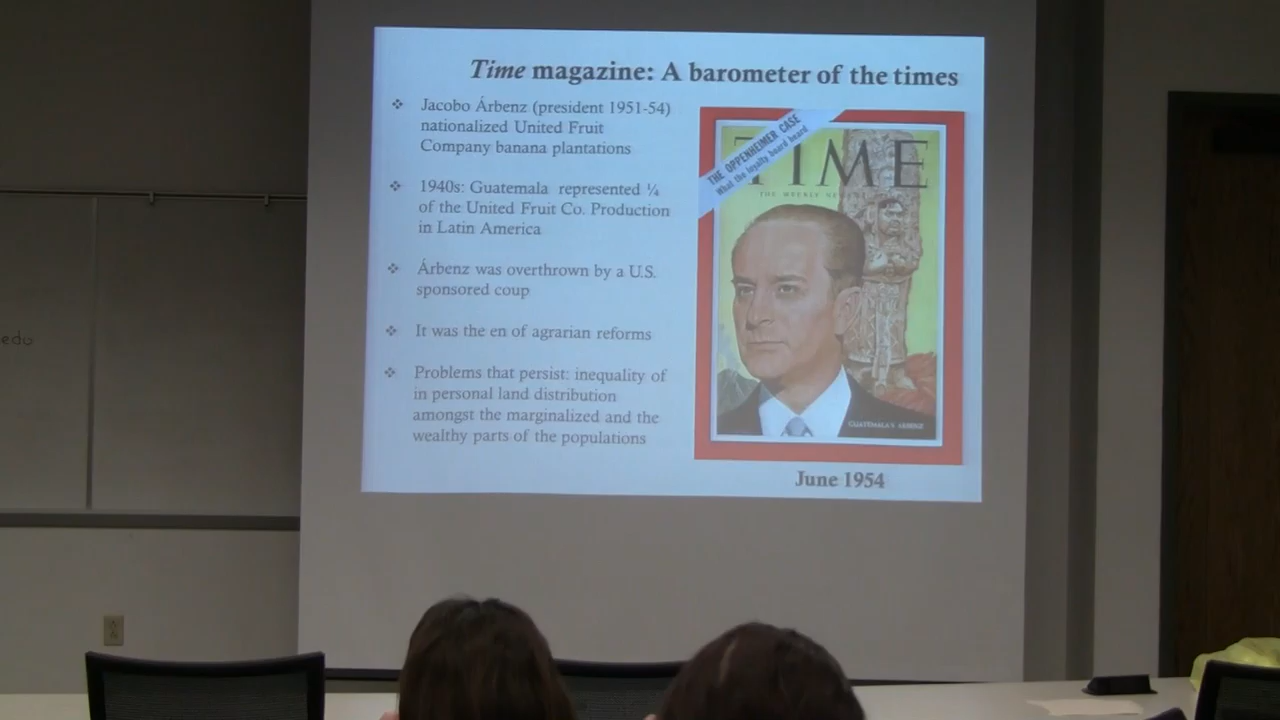 Time magazine: A barometer of the times
❖ Jacobo Árbenz (president 1951-54)
nationalized United Fruit
Company banana plantations
❖ 1940s: Guatemala represented ¼
of the United Fruit Co. Production
in Latin America
❖ Árbenz was overthrown by a U.S.
sponsored coup
❖ It was the en of agrarian reforms
❖ Problems that persist: inequality of
in personal land distribution
amongst the marginalized and the
wealthy parts of the populations
THE OPPENHEIMER CASE
What the loyalty board heard
TIME
THE WEEKLY
GUATEMALA'S ARBENZ
June 1954
edo